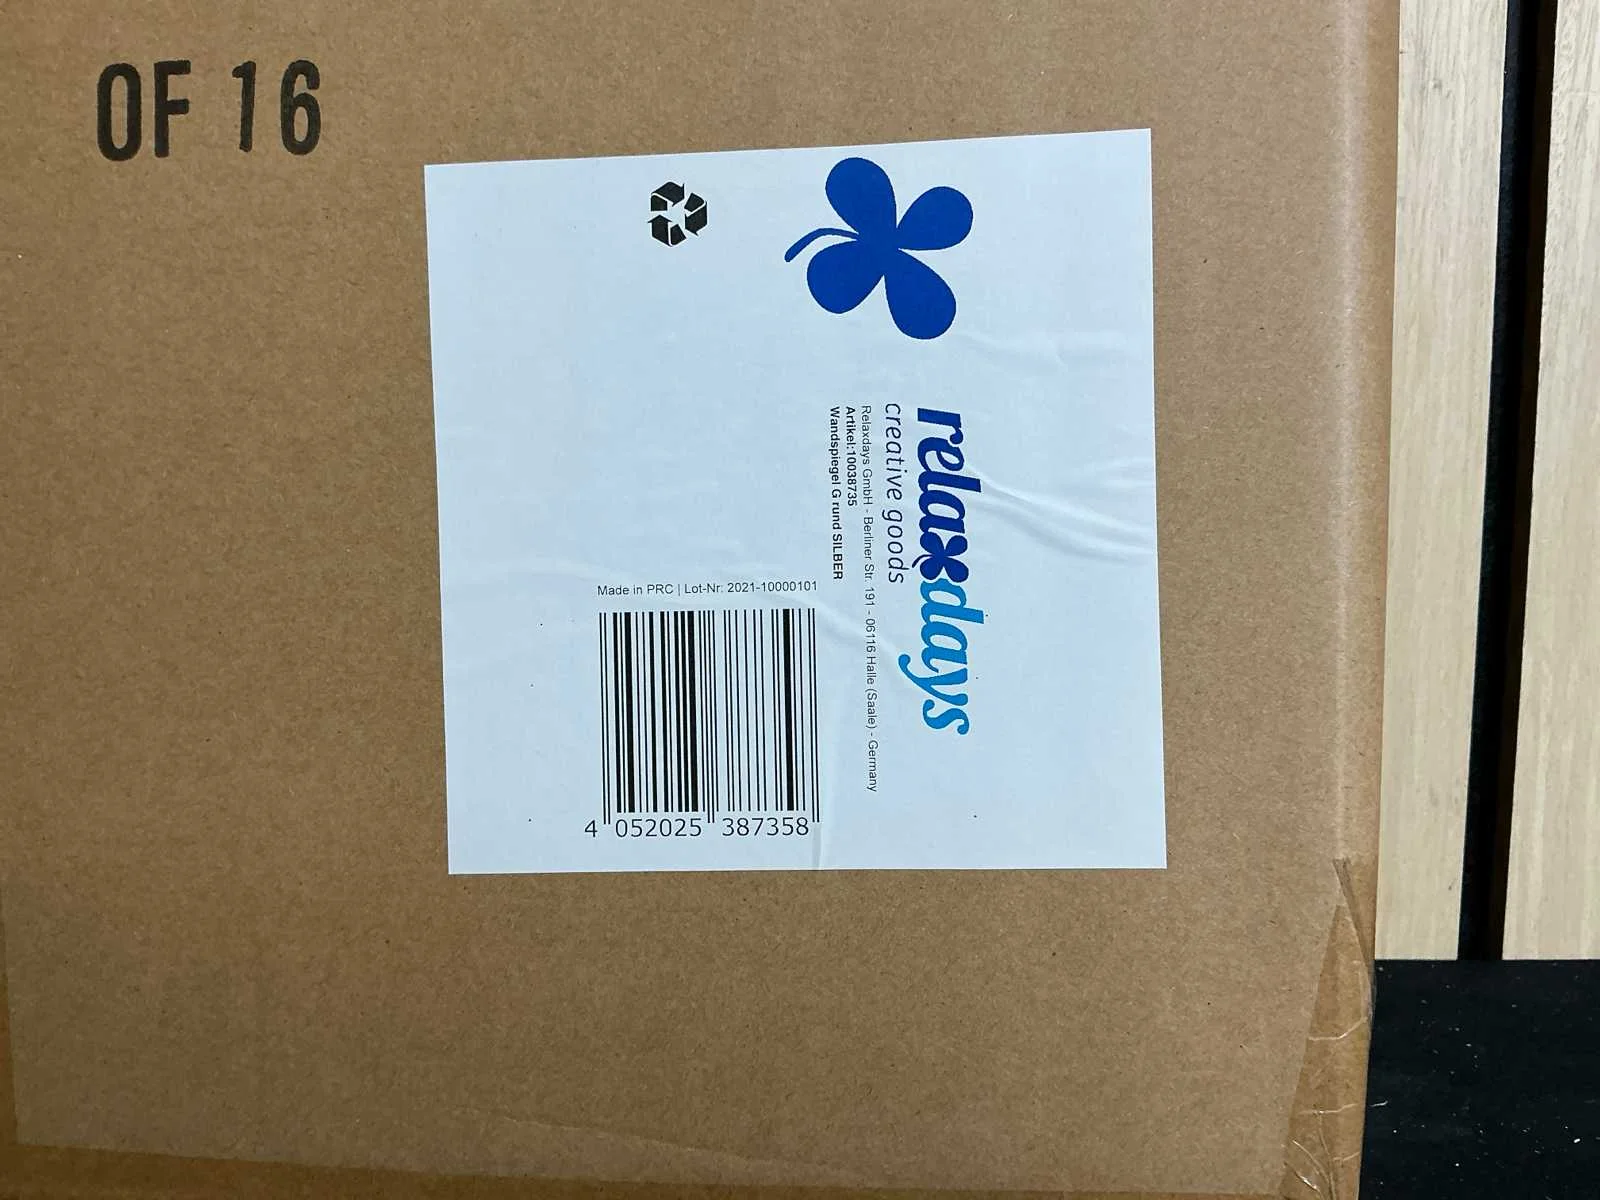 OF 16
relaxdays
creative goods
Relaxdays GmbH - Berliner Str. 191 - 06116 Halle (Saale) - Germany
Artikel:10038735
Wandspiegel G rund SILBER
Made in PRC | Lot-Nr: 2021-10000101
4 052025 387358